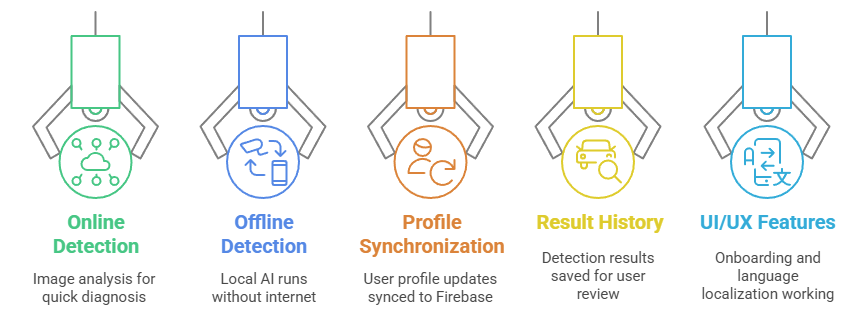 Online
Detection
Image analysis for
quick diagnosis
Offline
Detection
Local AI runs
without internet
Profile
Synchronization
User profile updates
synced to Firebase
Result History
Detection results
saved for user
review
UI/UX Features
Onboarding and
language
localization working
A
文